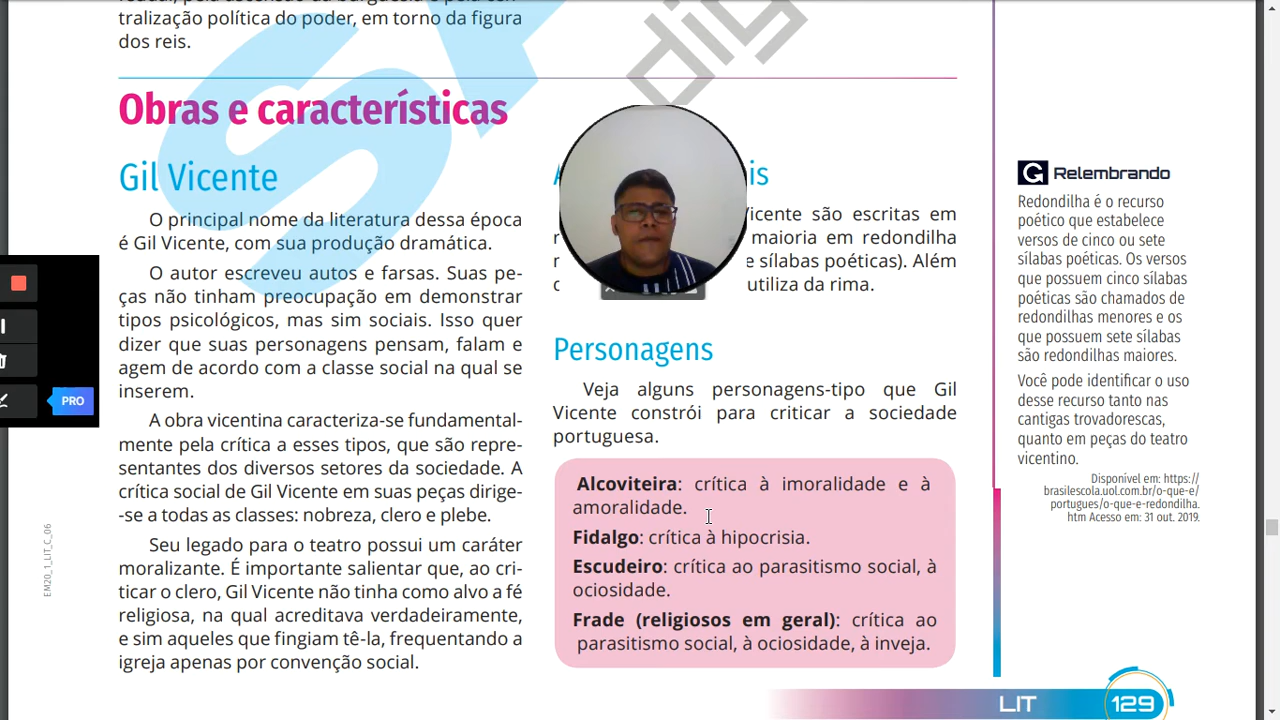 tralização política do poder, em torno da figura
dos reis.
Obras e características
Gil Vicente
O principal nome da literatura dessa época
é Gil Vicente, com sua produção dramática.
O autor escreveu autos e farsas. Suas pe-
ças não tinham preocupação em demonstrar
tipos psicológicos, mas sim sociais. Isso quer
dizer que suas personagens pensam, falam e
agem de acordo com a classe social na qual se
inserem.
A obra vicentina caracteriza-se fundamental-
mente pela crítica a esses tipos, que são repre-
sentantes dos diversos setores da sociedade. A
crítica social de Gil Vicente em suas peças dirige-
-se a todas as classes: nobreza, clero e plebe.
Seu legado para o teatro possui um caráter
moralizante. É importante salientar que, ao cri-
ticar o clero, Gil Vicente não tinha como alvo a fé
religiosa, na qual acreditava verdadeiramente,
e sim aqueles que fingiam tê-la, frequentando a
igreja apenas por convenção social.
is
Vicente são escritas em
maioria em redondilha
e sílabas poéticas). Além
utiliza da rima.
Personagens
Veja alguns personagens-tipo que Gil
Vicente constrói para criticar a sociedade
portuguesa.
Alcoviteira: crítica à imoralidade e à
amoralidade.
Fidalgo: crítica à hipocrisia.
Escudeiro: crítica ao parasitismo social, à
ociosidade.
Frade (religiosos em geral): crítica ao
parasitismo social, à ociosidade, à inveja.
Relembrando
Redondilha é o recurso
poético que estabelece
versos de cinco ou sete
sílabas poéticas. Os versos
que possuem cinco sílabas
poéticas são chamados de
redondilhas menores e os
que possuem sete sílabas
são redondilhas maiores.
Você pode identificar o uso
desse recurso tanto nas
cantigas trovadorescas,
quanto em peças do teatro
vicentino.
Disponível em: https://
brasilescola.uol.com.br/o-que-e/
portugues/o-que-e-redondilha.
htm Acesso em: 31 out. 2019.
PRO
EM20_1_LIT_C_06
LIT
129
dig